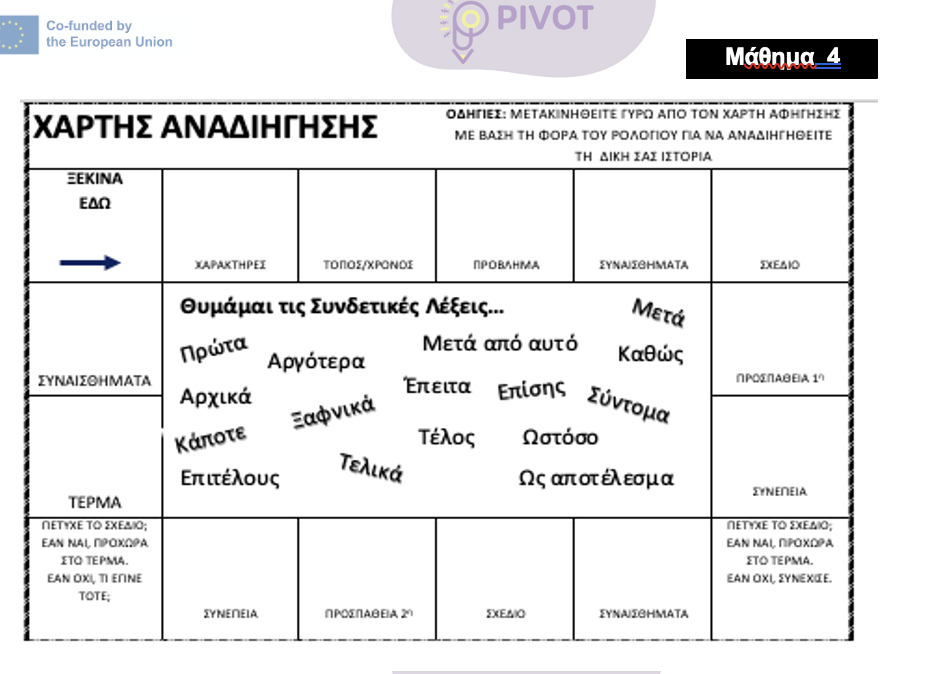 Co-funded by
the European Union
PIVOT
Μάθημα 4
ΧΑΡΤΗΣ ΑΝΑΔΙΗΓΗΣΗΣ
ΟΔΗΓΙΕΣ: ΜΕΤΑΚΙΝΗΘΕΙΤΕ ΓΥΡΩ ΑΠΟ ΤΟΝ ΧΑΡΤΗ ΑΦΗΓΗΣΗΣ
ΜΕ ΒΑΣΗ ΤΗ ΦΟΡΑ ΤΟΥ ΡΟΛΟΓΙΟΥ ΓΙΑ ΝΑ ΑΝΑΔΙΗΓΗΘΕΙΤΕ
ΤΗ ΔΙΚΗ ΣΑΣ ΙΣΤΟΡΙΑ
ΞΕΚΙΝΑ
ΕΔΩ
ΧΑΡΑΚΤΗΡΕΣ
ΤΟΠΟΣ/ΧΡΟΝΟΣ
ΠΡΟΒΛΗΜΑ
ΣΥΝΑΙΣΘΗΜΑΤΑ
ΣΧΕΔΙΟ
Θυμάμαι τις Συνδετικές Λέξεις...
Μετά
Πρώτα
Αργότερα
Μετά από αυτό
Καθώς
ΣΥΝΑΙΣΘΗΜΑΤΑ
ΠΡΟΣΠΑΘΕΙΑ 1η
Αρχικά
Ξαφνικά
Έπειτα
Επίσης
Σύντομα
Κάποτε
Τέλος
Ωστόσο
Επιτέλους
Τελικά
Ως αποτέλεσμα
ΤΕΡΜΑ
ΣΥΝΕΠΕΙΑ
ΠΕΤΥΧΕ ΤΟ ΣΧΕΔΙΟ;
ΕΑΝ ΝΑΙ, ΠΡΟΧΩΡΑ
ΣΤΟ ΤΕΡΜΑ.
ΕΑΝ ΟΧΙ, ΤΙ ΕΓΙΝΕ
ΤΟΤΕ;
ΣΥΝΕΠΕΙΑ
ΠΡΟΣΠΑΘΕΙΑ 2η
ΣΧΕΔΙΟ
ΣΥΝΑΙΣΘΗΜΑΤΑ
ΠΕΤΥΧΕ ΤΟ ΣΧΕΔΙΟ;
ΕΑΝ ΝΑΙ, ΠΡΟΧΩΡΑ
ΣΤΟ ΤΕΡΜΑ.
ΕΑΝ ΟΧΙ, ΣΥΝΕΧΙΣΕ.